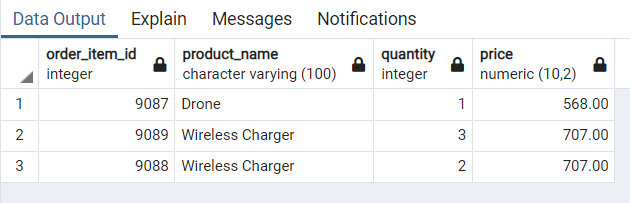 Data Output Explain Messages Notifications
order_item_id product_name quantity price
integer character varying (100) integer numeric (10,2)
1 9087 Drone 1 568.00
2 9089 Wireless Charger 3 707.00
3 9088 Wireless Charger 2 707.00